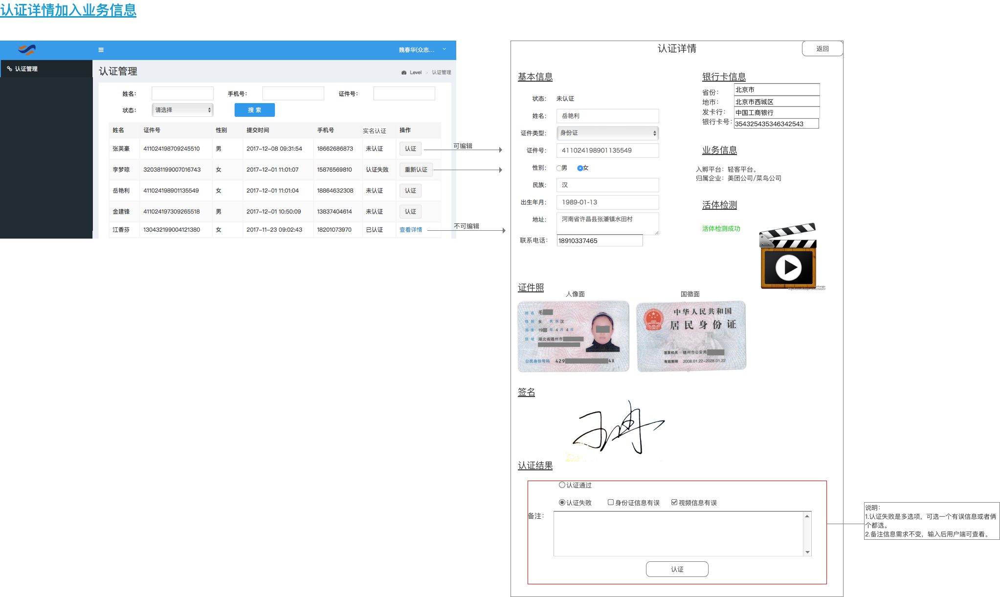 认证详情加入业务信息
魏春华(众志...
认证管理
认证管理
Level > 认证管理
姓名：
手机号：
证件号：
状态：
请选择
搜 索
姓名 证件号 性别 提交时间 手机号 实名认证 操作
张英豪 411024198709245510 男 2017-12-08 09:31:54 18662686873 未认证 认证
李梦琼 320381199007016743 女 2017-12-01 11:01:07 15876569810 认证失败 重新认证
岳艳利 411024198901135549 女 2017-12-01 11:01:04 18864632308 未认证 认证
金建锋 411024197309265518 男 2017-12-01 10:50:09 13837404614 未认证 认证
江香芬 130432199004121380 女 2017-11-23 09:02:43 18201073970 已认证 查看详情
可编辑
不可编辑
认证详情
返回
基本信息
状态： 未认证
姓名： 岳艳利
证件类型： 身份证
证件号： 411024198901135549
性别： 男 女
民族： 汉
出生年月： 1989-01-13
地址： 河南省许昌县张潘镇水田村
联系电话： 18910337465
银行卡信息
省份： 北京市
地市： 北京市西城区
发卡行： 中国工商银行
银行卡号： 354325435346342543
业务信息
入孵平台：轻客平台。
归属企业：美团公司/菜鸟公司
活体检测
活体检测成功
证件照
人像面
国徽面
姓 名 毛
性 别 女 民 族 汉
出 生 19 年 4 月 4 日
住 址 湖北省随州市
公民身份号码 429 4X
中华人民共和国
居 民 身 份 证
签发机关 随州市公安局
有效期限 2008.01.22-2028.01.22
签名
认证结果
认证通过
认证失败 身份证信息有误 视频信息有误
备注：
认证
说明：
1.认证失败是多选项，可选一个有误信息或者俩
个都选。
2.备注信息需求不变，输入后用户端可查看。